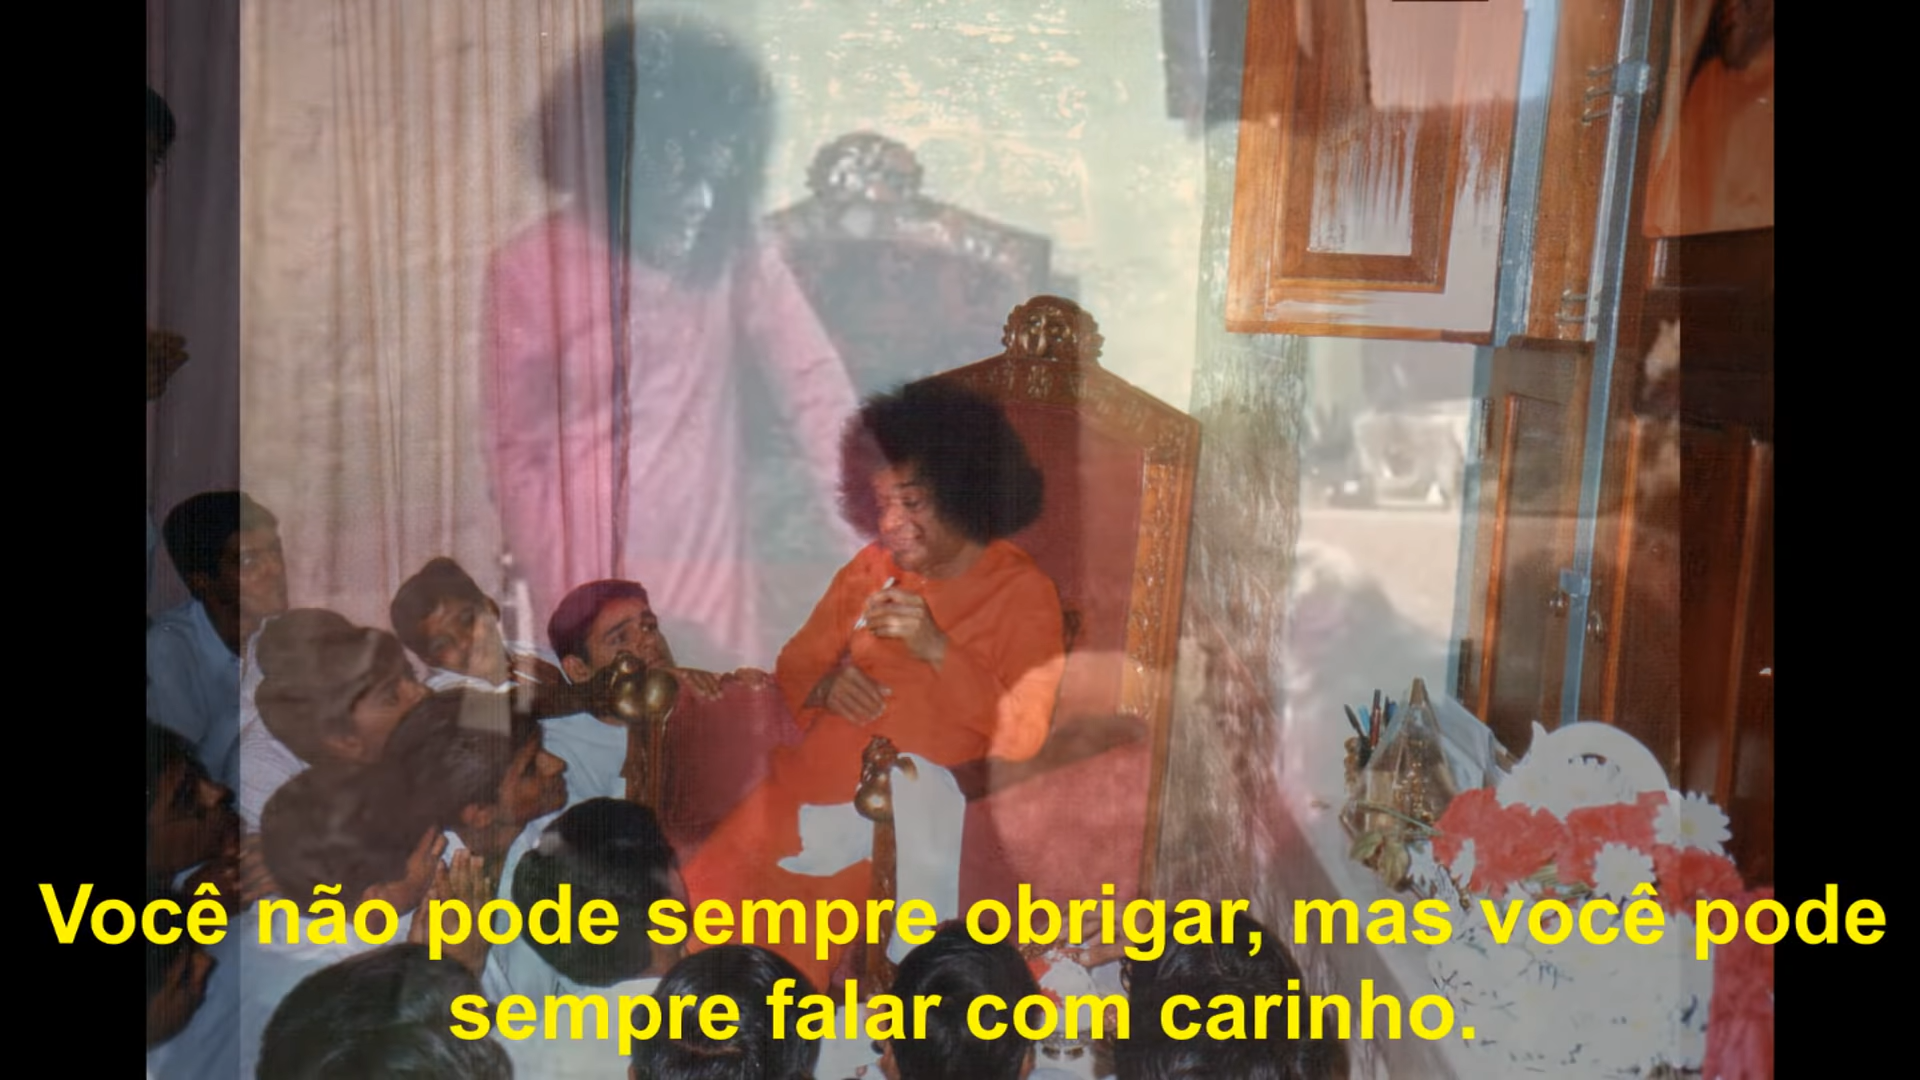 Você não pode sempre obrigar, mas você pode
sempre falar com carinho.